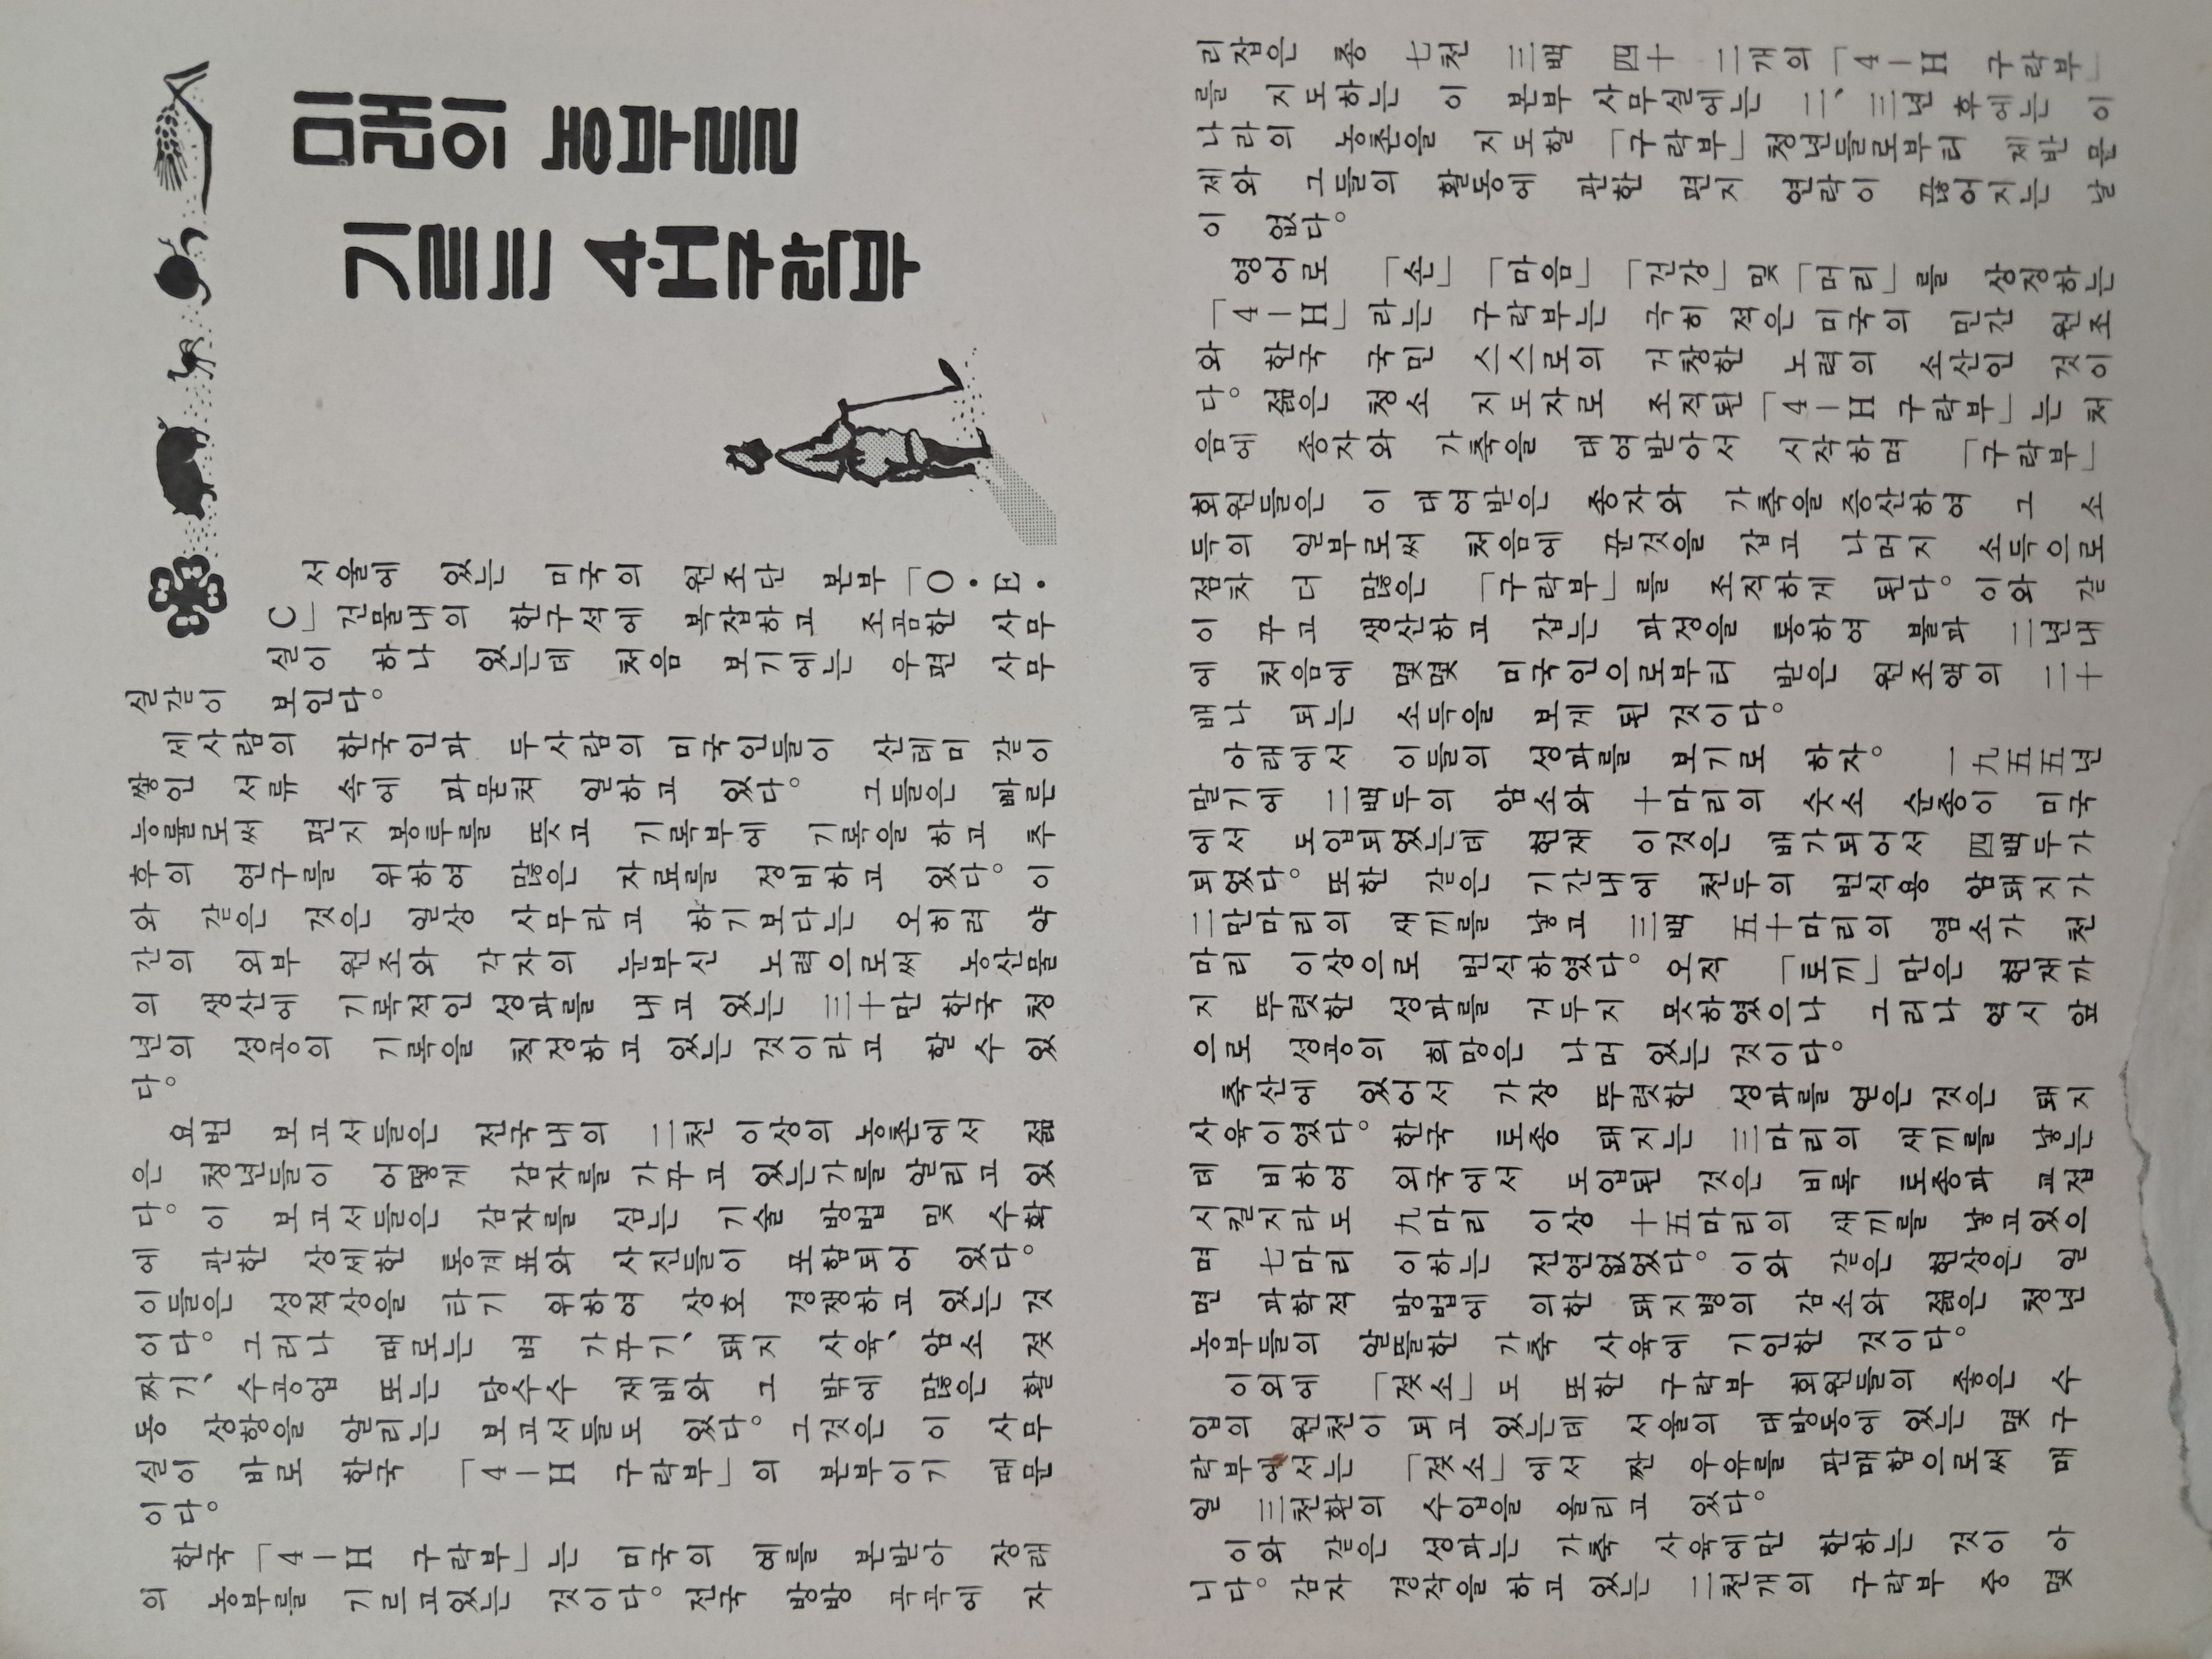 미래의 농부를
기르는 4·H구락부
서울에 있는 미국의 원조단 본부「O·E·
C」건물내의 한구석에 복잡하고 조곰한 사무
실이 하나 있는데 처음 보기에는 우편 사무
실같이 보인다。
세사람의 한국인과 두사람의 미국인들이 산테미 같이
쌓인 서류 속에 파묻쳐 일하고 있다。 그들은 빠른
능률로써 편지 봉투를 뜻고 기록부에 기록을 하고 추
후의 연구를 위하여 많은 자료를 정비하고 있다。 이
와 같은 것은 일상 사무라고 하기보다는 오히려 약
간의 외부 원조와 각자의 눈부신 노력으로써 농산물
의 생산에 기록적인 성과를 내고 있는 三十만 한국 청
년의 성공의 기록을 책정하고 있는 것이라고 할 수 있
다。
요번 보고서들은 전국내의 二천 이상의 농촌에서 젊
은 청년들이 어떻게 감자를 가꾸고 있는가를 알리고 있
다。 이 보고서들은 감자를 심는 기술 방법 및 수확
에 관한 상세한 통계표와 사진들이 포함되어 있다。
이들은 성적상을 타기 위하여 상호 경쟁하고 있는 것
이다。 그러나 때로는 벼 가꾸기、 돼지 사육、 암소 젖
짜기、 수공업 또는 당수수 재배와 그 밖에 많은 활
동 상항을 알리는 보고서들도 있다。 그것은 이 사무
실이 바로 한국 「4―H 구락부」의 본부이기 때문
이다。
한국「4―H 구락부」는 미국의 예를 본받아 장래
의 농부를 기르고있는 것이다。 전국 방방 곡곡에 자
리잡은 총 七천 三백 四十 二개의「4―H 구락부」
를 지도하는 이 본부 사무실에는 二、三년 후에는 이
나라의 농촌을 지도할 「구락부」청년들로부터 제반 문
제와 그들의 활동에 관한 편지 연락이 끊어지는 날
이 없다。
영어로 「손」「마음」「건강」및「머리」를 상징하는
「4―H」라는 구락부는 극히 적은 미국의 민간 원조
와 한국 국민 스스로의 거창한 노력의 소산인 것이
다。 젊은 청소 지도자로 조직된「4―H구락부」는 처
음에 종자와 가축을 대여받아서 시작하며 「구락부」
회원들은 이 대여받은 종자와 가축을 증산하여 그 소
득의 일부로써 처음에 꾼것을 갑고 나머지 소득으로
점차 더 많은 「구락부」를 조직하게 된다。 이와 같
이 꾸고 생산하고 갑는 과정을 통하여 불과 二년내
에 처음에 몇몇 미국인으로부터 받은 원조액의 二十
배나 되는 소득을 보게 된 것이다。
아래에서 이들의 성과를 보기로 하자。 一九五五년
말기에 二백두의 암소와 十마리의 숫소 순종이 미국
에서 도입되었는데 현재 이것은 배가되어서 四백두가
되었다。 또한 같은 기간내에 천두의 번식용 암돼지가
二만마리의 새끼를 낳고 三백 五十마리의 염소가 천
마리 이상으로 번식하였다。 오직 「토끼」만은 현재까
지 뚜렷한 성과를 거두지 못하였으나 그러나 역시 앞
으로 성공의 희망은 나머 있는 것이다。
축산에 있어서 가장 뚜렷한 성과를 얻은 것은 돼지
사육이였다。 한국 토종 돼지는 三마리의 새끼를 낳는
데 비하여 외국에서 도입된 것은 비록 토종과 교접
시킬지라도 九마리 이상 十五마리의 새끼를 낳고있으
며 七마리 이하는 전연없었다。 이와 같은 현상은 일
면 과학적 방법에 의한 돼지병의 감소와 젊은 청년
농부들의 알뜰한 가축 사육에 기인한 것이다。
이외에 「젖소」도 또한 구락부 회원들의 좋은 수
입의 원천이 되고 있는데 서울의 대방동에 있는 몇 구
락부에서는 「젖소」에서 짠 우유를 판매함으로써 매
일 三천환의 수입을 올리고 있다。
이와 같은 성과는 가축 사육에만 한하는 것이 아
니다。 감자 경작을 하고 있는 二천개의 구락부 중 몇